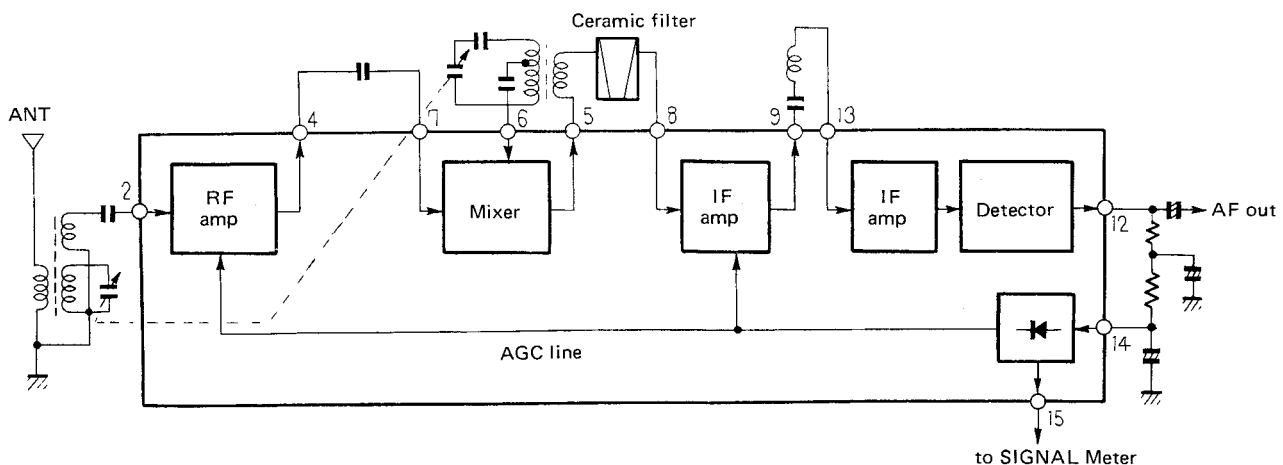 Ceramic filter
ANT
4
7
6
5
8
9
13
2
RF
amp
Mixer
IF
amp
IF
amp
Detector
12
AF out
AGC line
14
15
to SIGNAL Meter